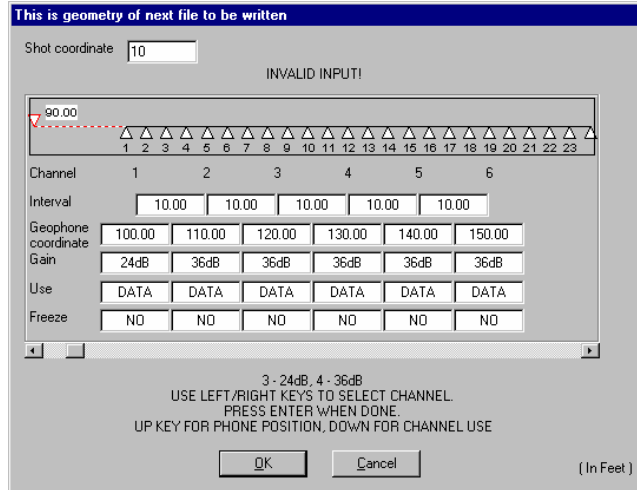 This is geometry of next file to be written
Shot coordinate 10
INVALID INPUT!
90.00
1 2 3 4 5 6 7 8 9 10 11 12 13 14 15 16 17 18 19 20 21 22 23
Channel 1 2 3 4 5 6
Interval 10.00 10.00 10.00 10.00 10.00
Geophone
coordinate 100.00 110.00 120.00 130.00 140.00 150.00
Gain 24dB 36dB 36dB 36dB 36dB 36dB
Use DATA DATA DATA DATA DATA DATA
Freeze NO NO NO NO NO NO
3 - 24dB, 4 - 36dB
USE LEFT/RIGHT KEYS TO SELECT CHANNEL.
PRESS ENTER WHEN DONE.
UP KEY FOR PHONE POSITION, DOWN FOR CHANNEL USE
OK Cancel
( In Feet )